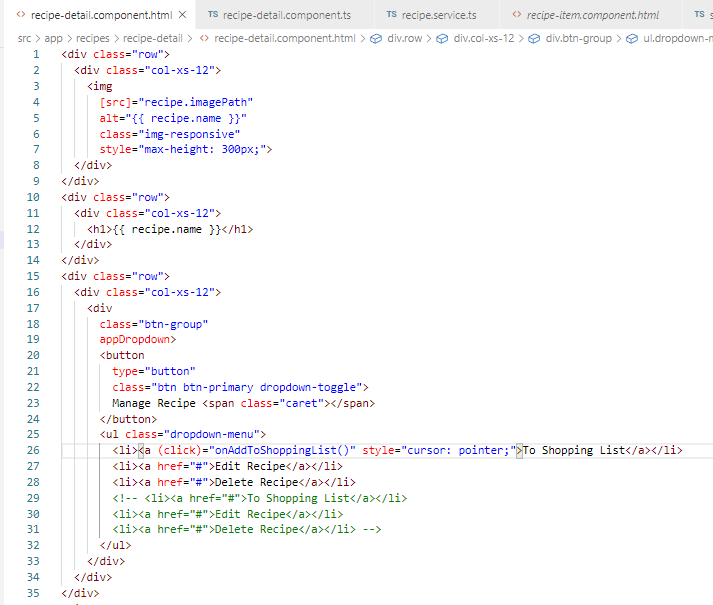 <> recipe-detail.component.html × TS recipe-detail.component.ts TS recipe.service.ts <> recipe-item.component.html TS s
src > app > recipes > recipe-detail > <> recipe-detail.component.html > div.row > div.col-xs-12 > div.btn-group > ul.dropdown-m
1 <div class="row">
2 <div class="col-xs-12">
3 <img
4 [src]="recipe.imagePath"
5 alt="{{ recipe.name }}"
6 class="img-responsive"
7 style="max-height: 300px;">
8 </div>
9 </div>
10 <div class="row">
11 <div class="col-xs-12">
12 <h1>{{ recipe.name }}</h1>
13 </div>
14 </div>
15 <div class="row">
16 <div class="col-xs-12">
17 <div
18 class="btn-group"
19 appDropdown>
20 <button
21 type="button"
22 class="btn btn-primary dropdown-toggle">
23 Manage Recipe <span class="caret"></span>
24 </button>
25 <ul class="dropdown-menu">
26 <li><a (click)="onAddToShoppingList()" style="cursor: pointer;">To Shopping List</a></li>
27 <li><a href="#">Edit Recipe</a></li>
28 <li><a href="#">Delete Recipe</a></li>
29 <!-- <li><a href="#">To Shopping List</a></li>
30 <li><a href="#">Edit Recipe</a></li>
31 <li><a href="#">Delete Recipe</a></li> -->
32 </ul>
33 </div>
34 </div>
35 </div>